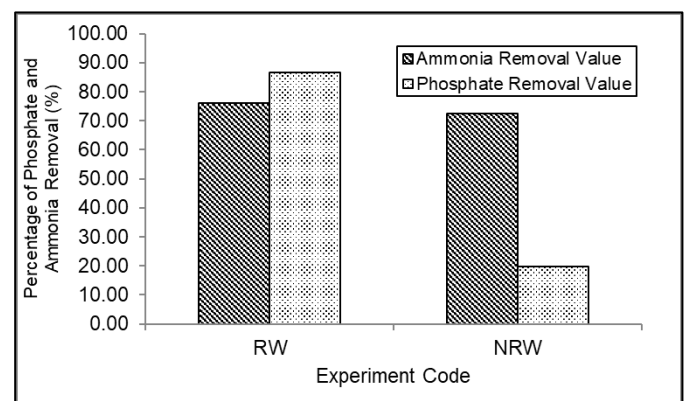 Percentage of Phosphate and
Ammonia Removal (%)
100.00
90.00
80.00
70.00
60.00
50.00
40.00
30.00
20.00
10.00
0.00
Ammonia Removal Value
Phosphate Removal Value
RW
NRW
Experiment Code